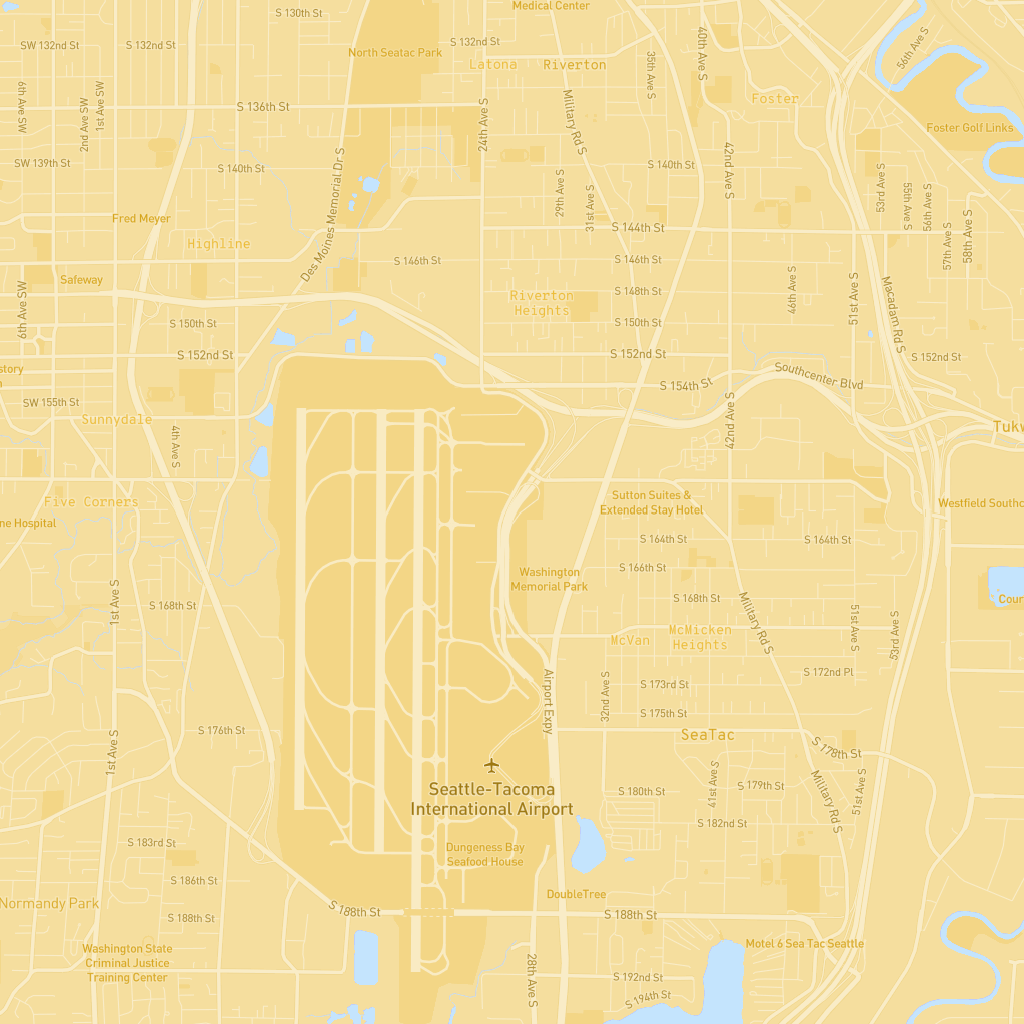 Medical Center
S 130th St
SW 132nd St
S 132nd St
S 132nd St
North Seatac Park
Latona
Riverton
35th Ave S
40th Ave S
56th Ave S
6th Ave SW
2nd Ave SW
1st Ave SW
S 136th St
24th Ave S
Military Rd S
Foster
Foster Golf Links
SW 139th St
S 140th St
S 140th St
42nd Ave S
Des Moines Memorial Dr S
29th Ave S
31st Ave S
53rd Ave S
55th Ave S
56th Ave S
57th Ave S
58th Ave S
Fred Meyer
S 144th St
Highline
S 146th St
S 146th St
Safeway
6th Ave SW
S 148th St
46th Ave S
51st Ave S
Macadam Rd S
Riverton
Heights
S 150th St
S 150th St
S 152nd St
S 152nd St
S 152nd St
story
Southcenter Blvd
S 154th St
SW 155th St
Sunnydale
4th Ave S
42nd Ave S
Tukw
Five Corners
Sutton Suites &
Extended Stay Hotel
Westfield Southc
ne Hospital
S 164th St
S 164th St
Washington
Memorial Park
S 166th St
1st Ave S
S 168th St
S 168th St
Military Rd S
51st Ave S
53rd Ave S
Cour
McVan
McMicken
Heights
S 172nd Pl
Airport Expy
32nd Ave S
S 173rd St
S 175th St
S 176th St
1st Ave S
SeaTac
S 178th St
Seattle-Tacoma
International Airport
41st Ave S
S 179th St
Military Rd S
51st Ave S
S 180th St
S 182nd St
S 183rd St
Dungeness Bay
Seafood House
S 186th St
DoubleTree
Normandy Park
S 188th St
S 188th St
S 188th St
Washington State
Criminal Justice
Training Center
Motel 6 Sea Tac Seattle
28th Ave S
S 192nd St
S 194th St